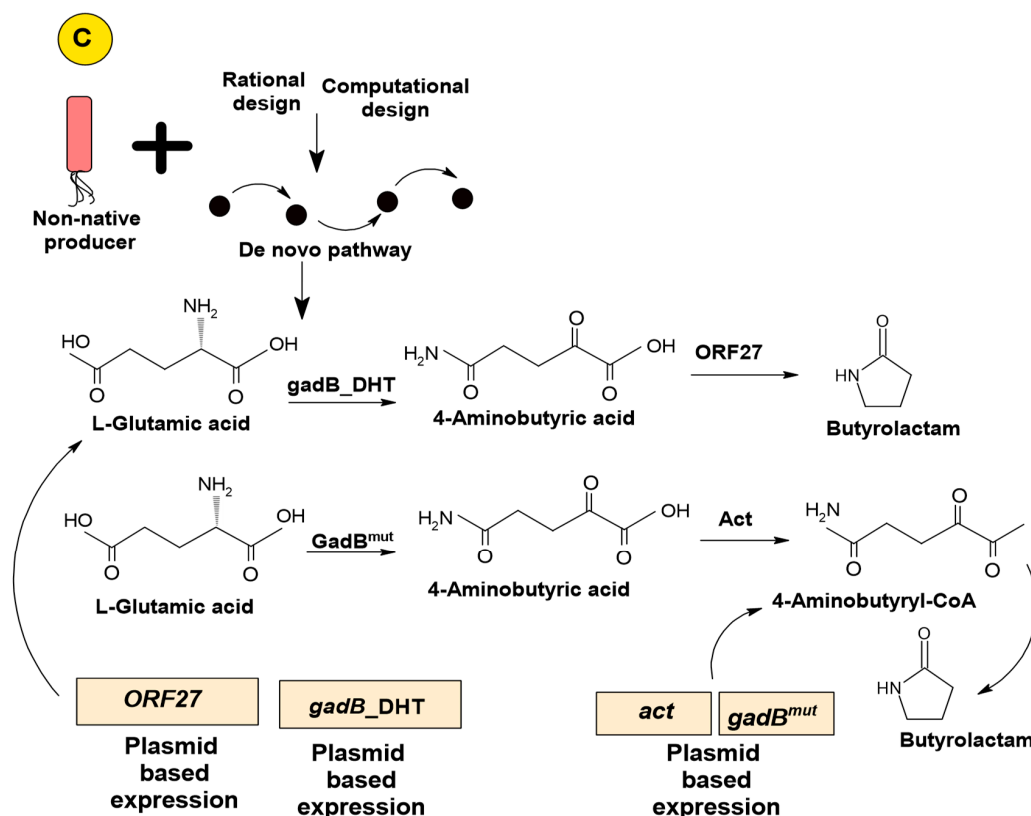 C
Rational
design
Computational
design
Non-native
producer
De novo pathway
NH2
HO
OH
O
O
L-Glutamic acid
gadB_DHT
O
H2N
OH
O
O
4-Aminobutyric acid
ORF27
O
HN
Butyrolactam
NH2
HO
OH
O
O
L-Glutamic acid
GadBmut
O
H2N
OH
O
O
4-Aminobutyric acid
Act
O
H2N
O
O
4-Aminobutyryl-CoA
O
HN
Butyrolactam
ORF27
gadB_DHT
act
gadBmut
Plasmid
based
expression
Plasmid
based
expression
Plasmid
based
expression